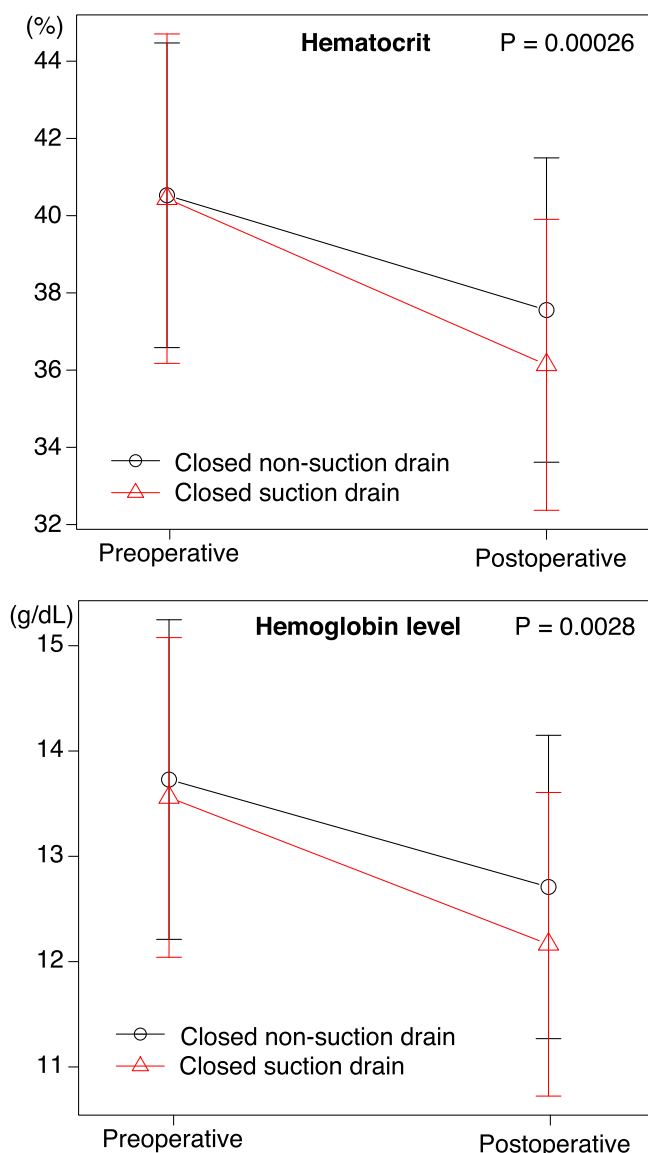 (%)
Hematocrit P = 0.00026
44
42
40
38
36
34
32
Closed non-suction drain
Closed suction drain
Preoperative
Postoperative
(g/dL)
Hemoglobin level P = 0.0028
15
14
13
12
11
Closed non-suction drain
Closed suction drain
Preoperative
Postoperative